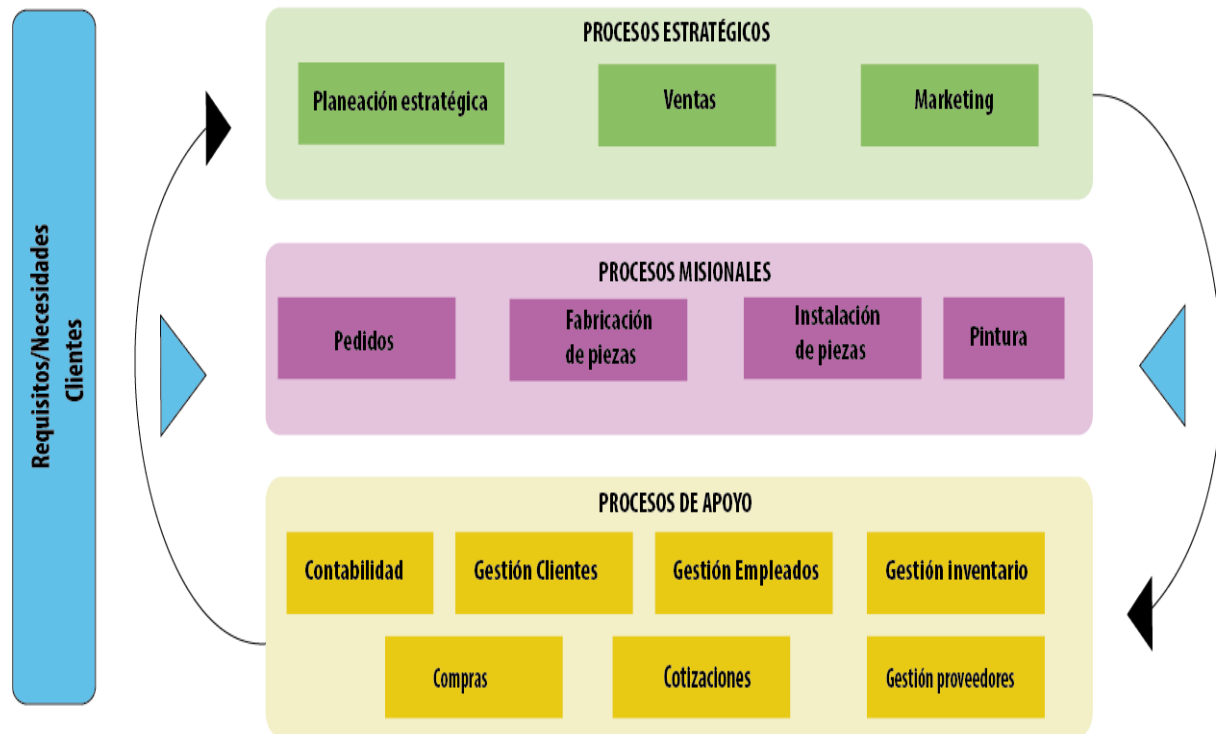 Requisitos/Necesidades
Clientes
PROCESOS ESTRATÉGICOS
Planeación estratégica
Ventas
Marketing
PROCESOS MISIONALES
Pedidos
Fabricación
de piezas
Instalación
de piezas
Pintura
PROCESOS DE APOYO
Contabilidad
Gestión Clientes
Gestión Empleados
Gestión inventario
Compras
Cotizaciones
Gestión proveedores